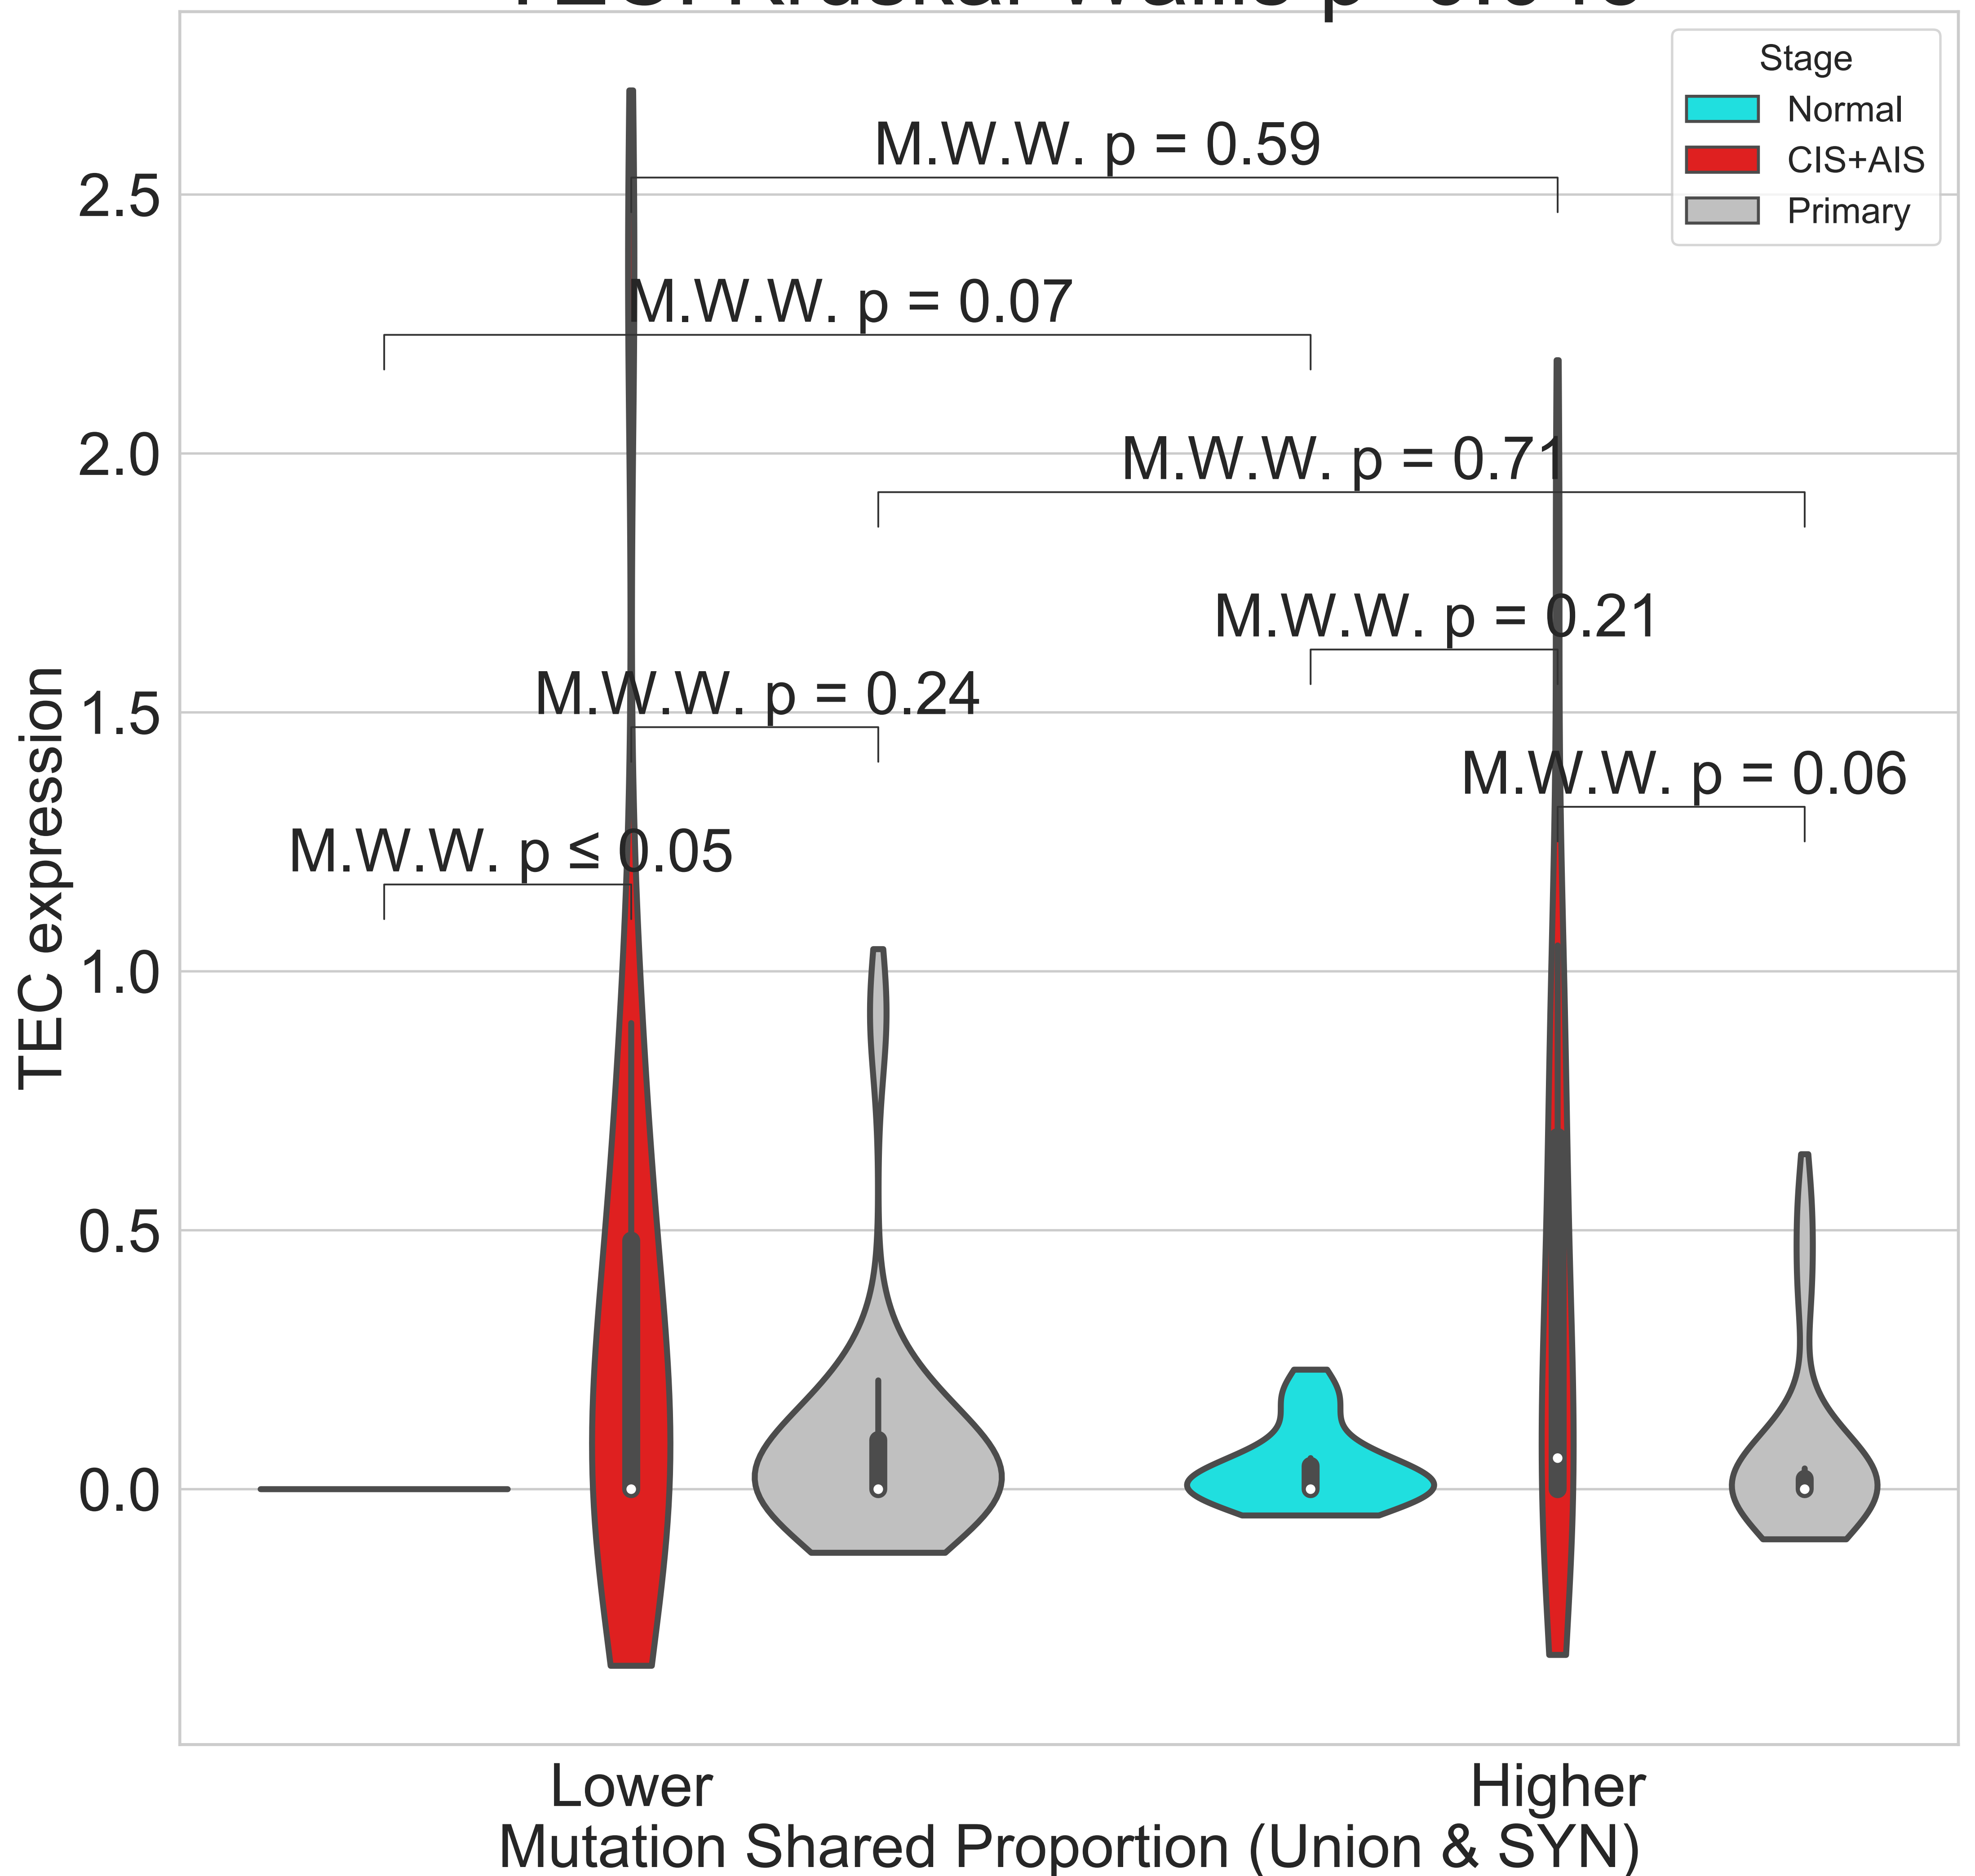 Stage
Normal
CIS+AIS
Primary
M.W.W. p = 0.59
M.W.W. p = 0.07
M.W.W. p = 0.71
M.W.W. p = 0.21
M.W.W. p = 0.24
M.W.W. p = 0.06
M.W.W. p ≤ 0.05
TEC expression
2.5
2.0
1.5
1.0
0.5
0.0
Lower
Higher
Mutation Shared Proportion (Union & SYN)